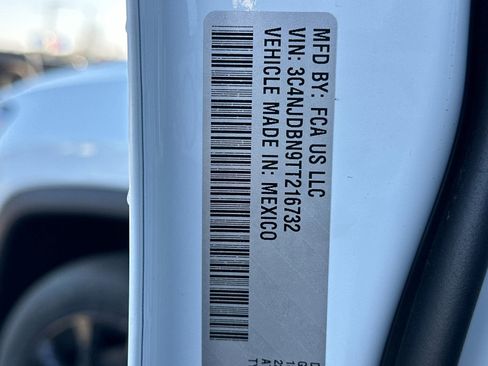 MFD BY: FCA US LLC
VIN: 3C4NJDBN9TT216732
VEHICLE MADE IN: MEXICO